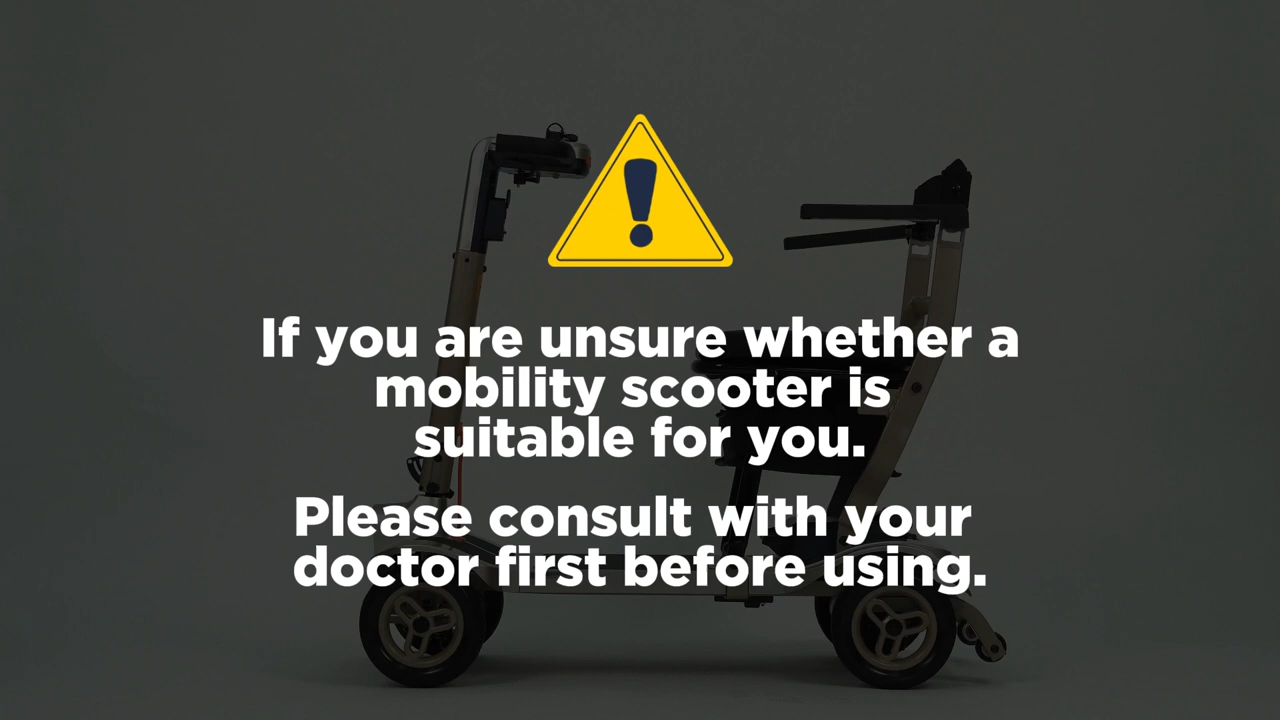 If you are unsure whether a
mobility scooter is
suitable for you.
Please consult with your
doctor first before using.